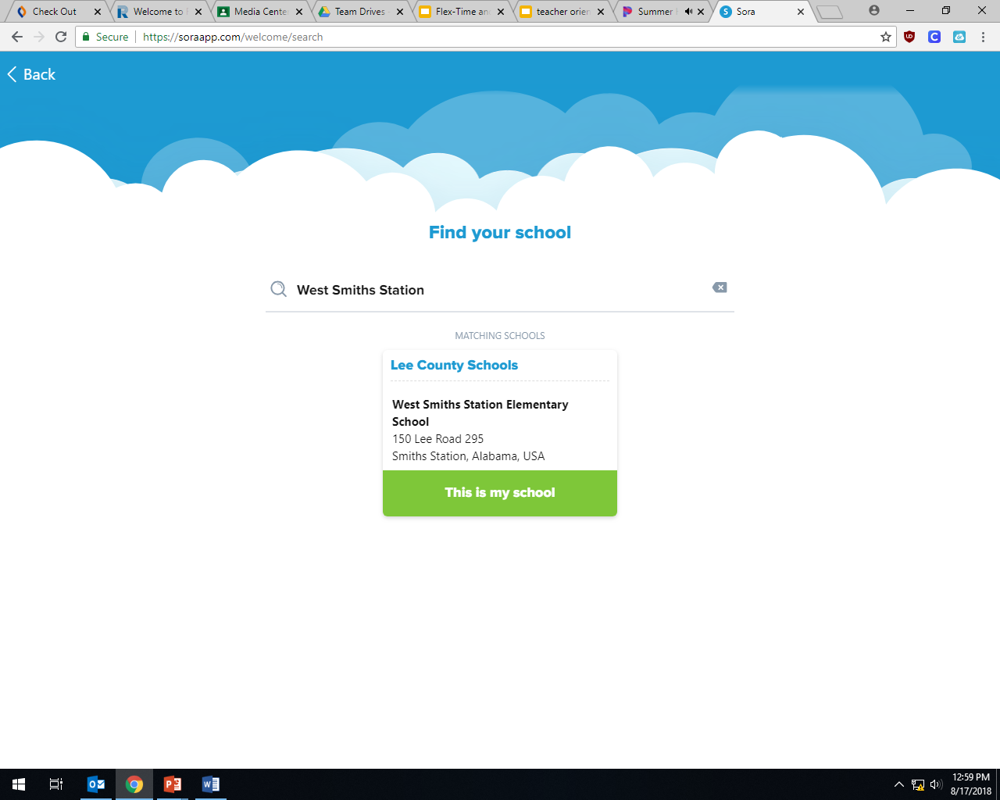 Check Out
Welcome to
Media Cente
Team Drives
Flex-Time an
teacher orien
Summer
Sora
Secure
https://soraapp.com/welcome/search
Back
Find your school
West Smiths Station
MATCHING SCHOOLS
Lee County Schools
West Smiths Station Elementary
School
150 Lee Road 295
Smiths Station, Alabama, USA
This is my school
12:59 PM
8/17/2018